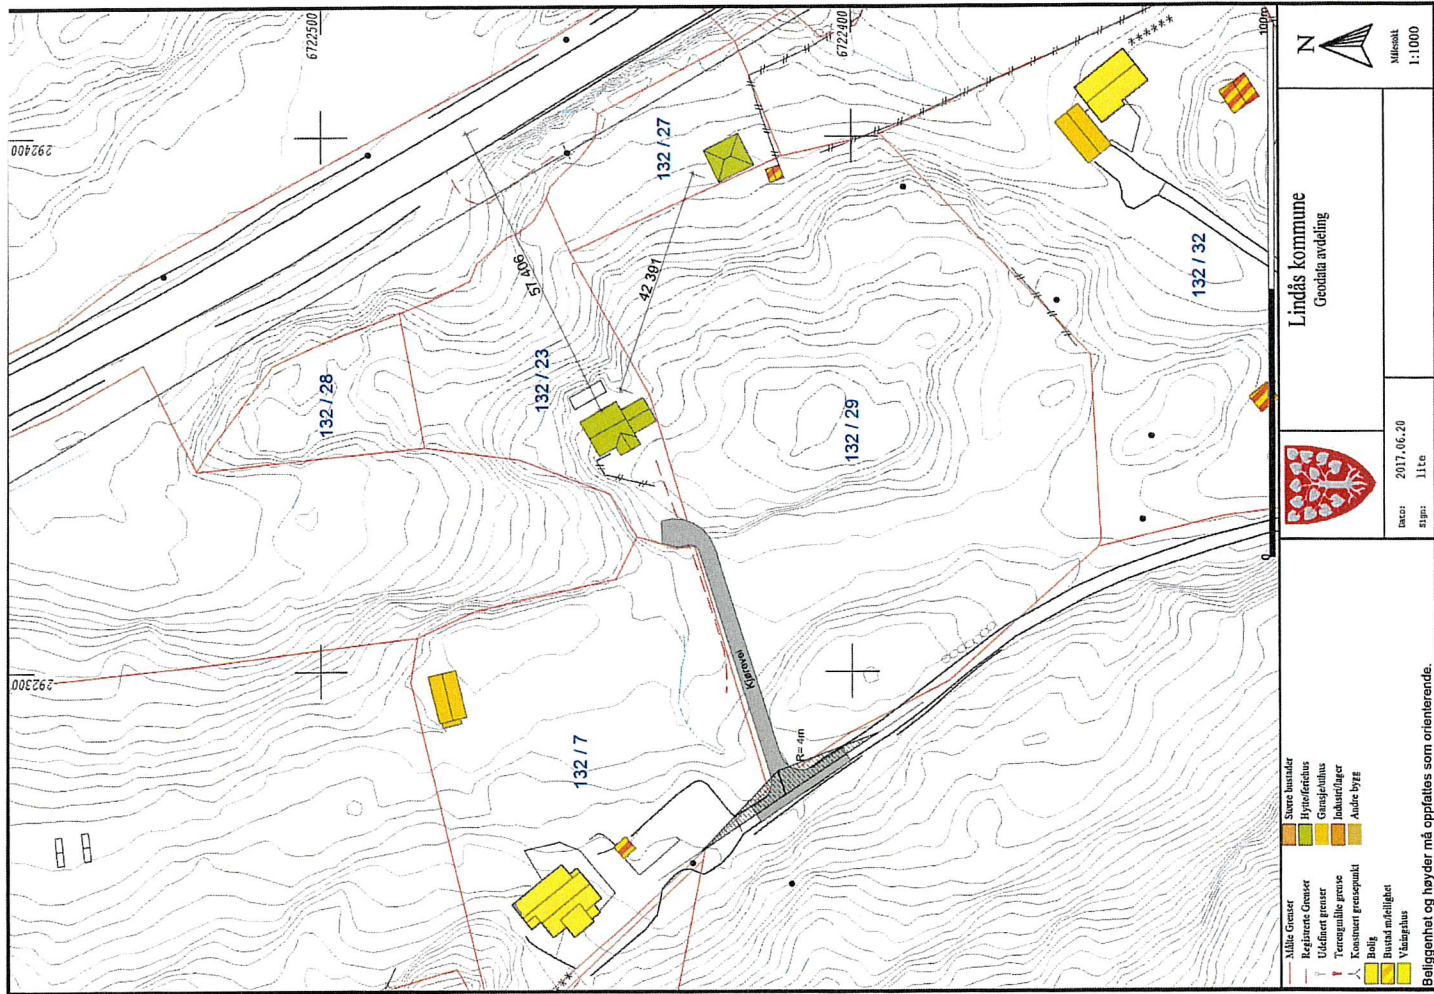 292400
6722500
6722400
132 / 27
57 406
42 391
132 / 28
132 / 23
132 / 29
132 / 32
292300
Kjørevei
R= 4m
132 / 7
0
100m
Målte Grenser
Registrerte Grenser
Udefinert grenser
Terrengmålte grense
Konstruert grensepunkt
Bolig
Bustad m/leilighet
Våningshus
Større bustader
Hytte/feriehus
Garasje/uthus
Industri/lager
Andre bygg
Beliggenhet og høyder må oppfattes som orienterende.
Dato: 2017.06.20
Sign: lite
Lindås kommune
Geodata avdeling
N
Målestokk
1:1000